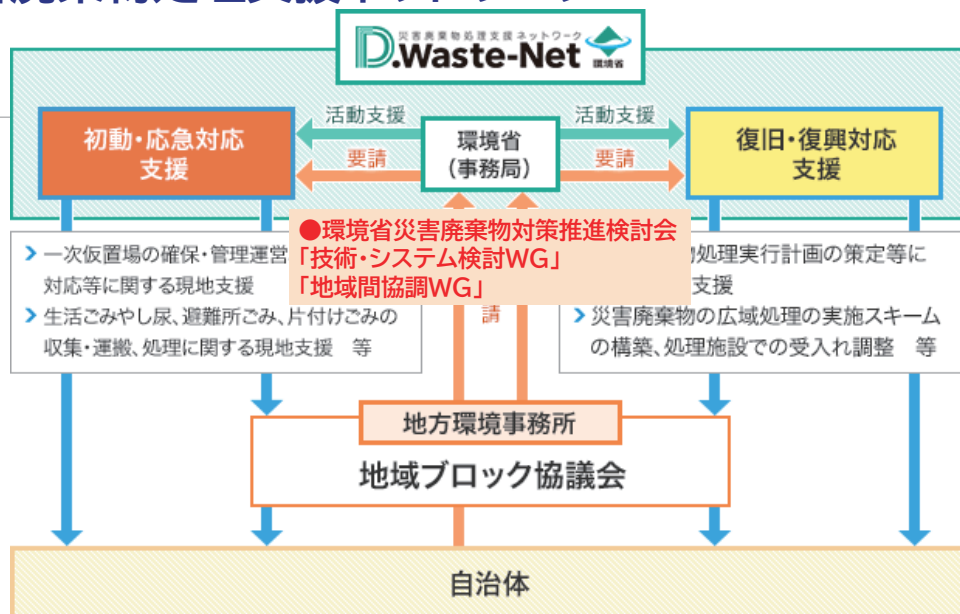 災害廃棄物処理支援ネットワーク
D.Waste-Net
環境省
初動・応急対応
支援
活動支援
要請
環境省
(事務局)
活動支援
要請
復旧・復興対応
支援
●環境省災害廃棄物対策推進検討会
「技術・システム検討WG」
「地域間協調WG」
請
一次仮置場の確保・管理運営
対応等に関する現地支援
生活ごみやし尿、避難所ごみ、片付けごみの
収集・運搬、処理に関する現地支援 等
処理実行計画の策定等に
支援
災害廃棄物の広域処理の実施スキーム
の構築、処理施設での受入れ調整 等
地方環境事務所
地域ブロック協議会
自治体